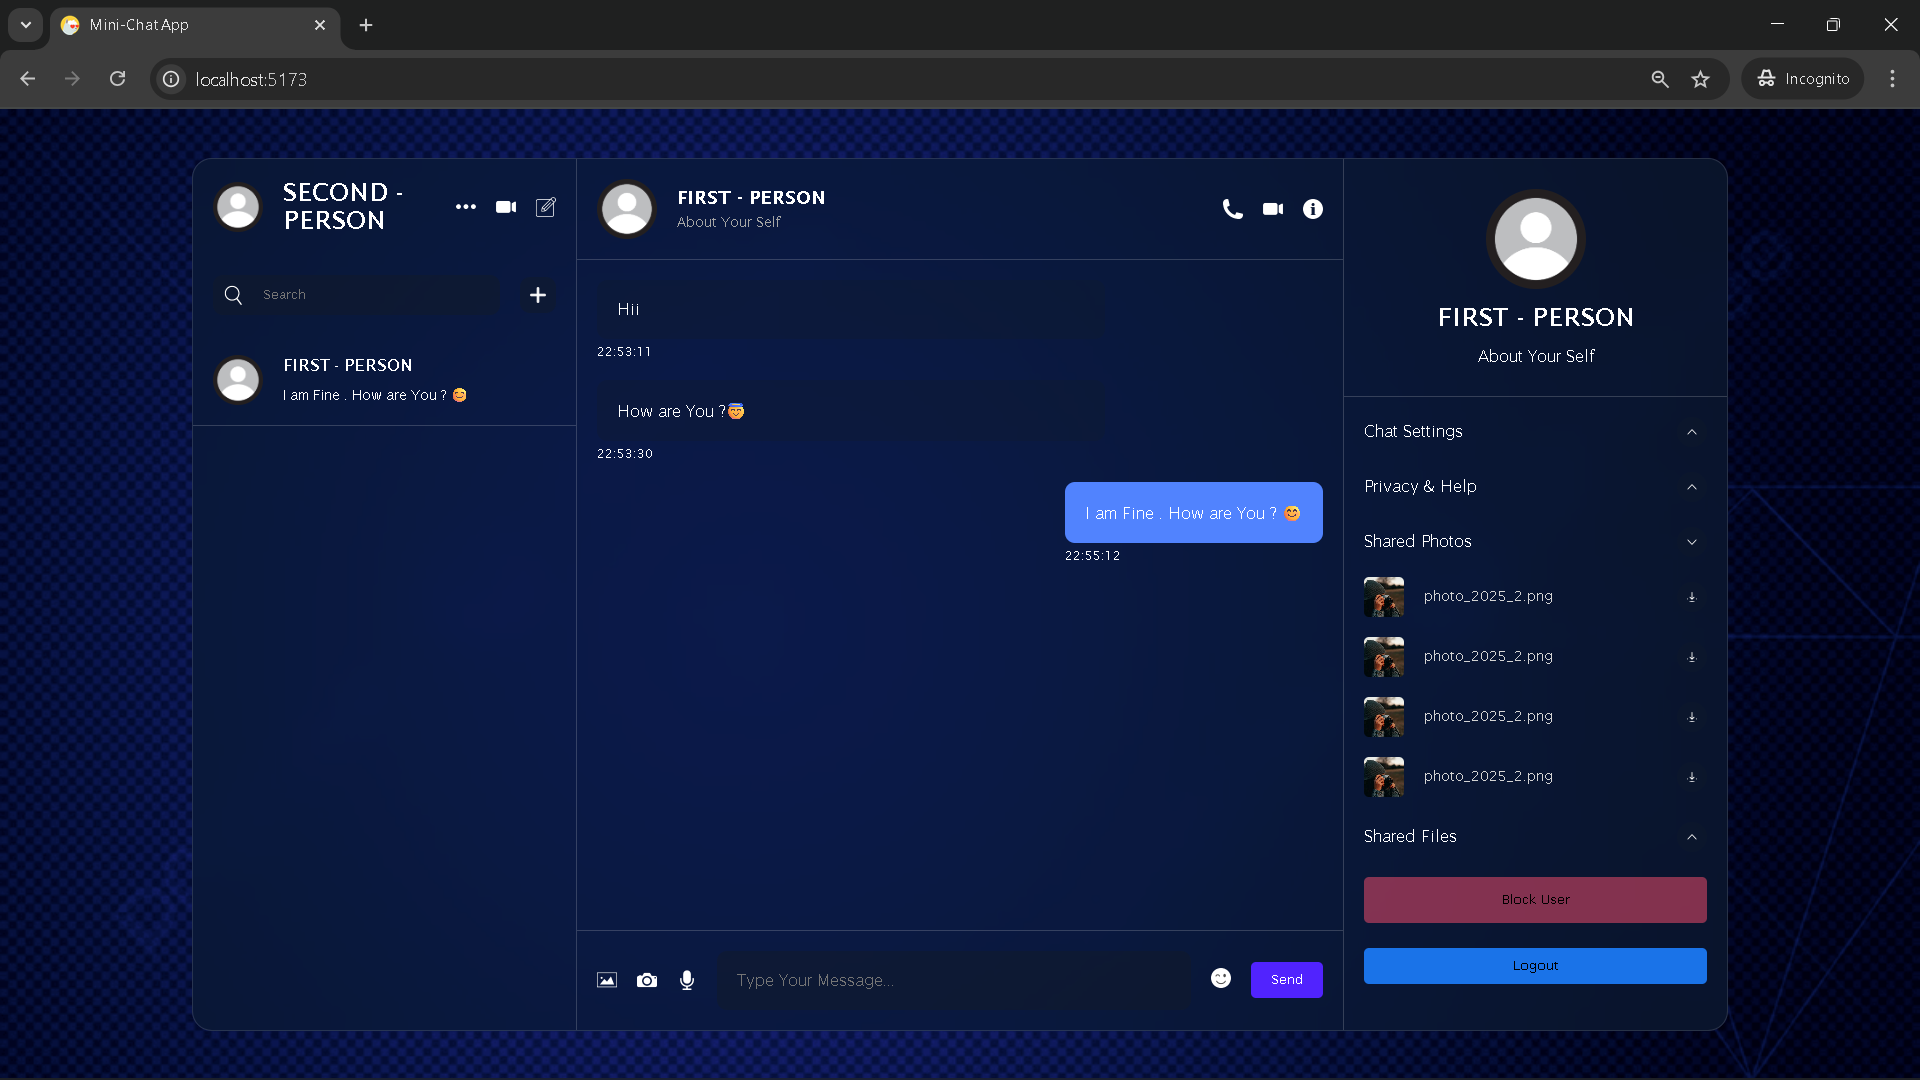 Mini-Chat App
localhost:5173
Incognito
SECOND -
PERSON
Search
FIRST - PERSON
I am Fine . How are You ? 😊
FIRST - PERSON
About Your Self
Hii
22:53:11
How are You ?😇
22:53:30
I am Fine . How are You ? 😊
22:55:12
Type Your Message...
Send
FIRST - PERSON
About Your Self
Chat Settings
Privacy & Help
Shared Photos
photo_2025_2.png
photo_2025_2.png
photo_2025_2.png
photo_2025_2.png
Shared Files
Block User
Logout